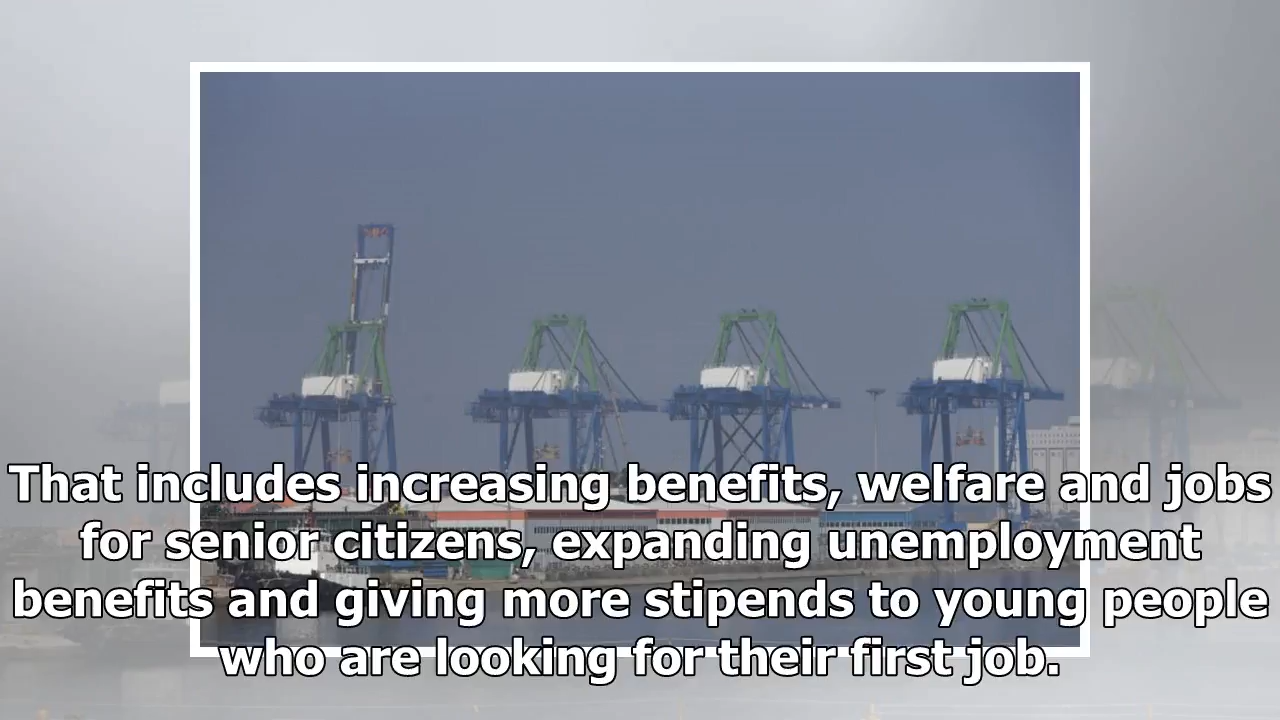 That includes increasing benefits, welfare and jobs
for senior citizens, expanding unemployment
benefits and giving more stipends to young people
who are looking for their first job.